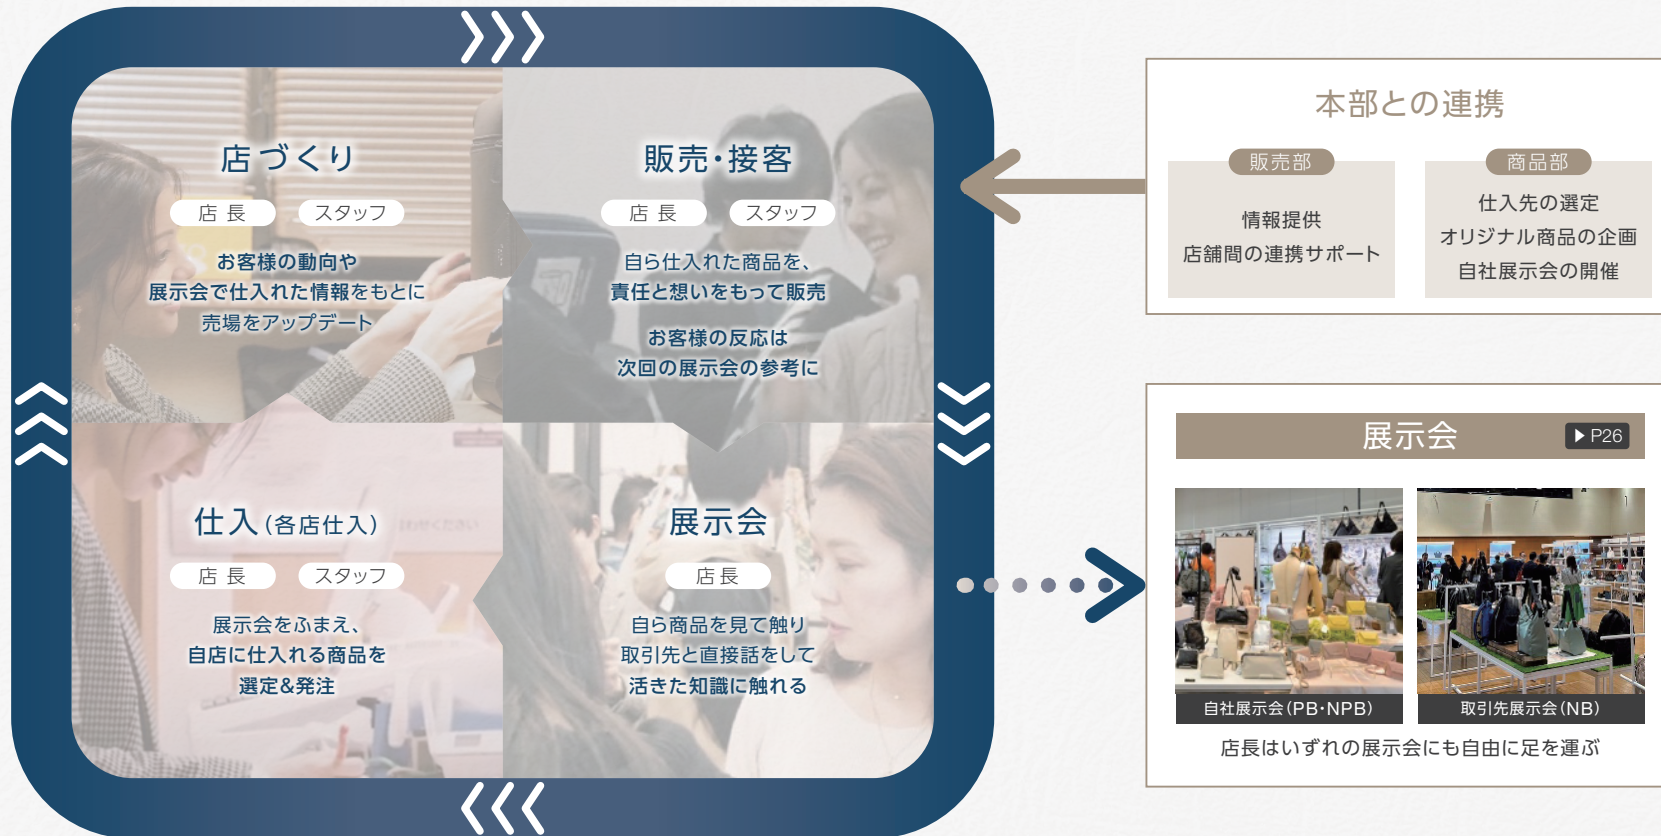 店づくり
店長 スタッフ
お客様の動向や
展示会で仕入れた情報をもとに
売場をアップデート
販売・接客
店長 スタッフ
自ら仕入れた商品を、
責任と想いをもって販売
お客様の反応は
次回の展示会の参考に
仕入(各店仕入)
店長 スタッフ
展示会をふまえ、
自店に仕入れる商品を
選定&発注
展示会
店長
自ら商品を見て触り
取引先と直接話をして
活きた知識に触れる
本部との連携
販売部
情報提供
店舗間の連携サポート
商品部
仕入先の選定
オリジナル商品の企画
自社展示会の開催
展示会
▶P26
自社展示会(PB・NPB)
取引先展示会(NB)
店長はいずれの展示会にも自由に足を運ぶ